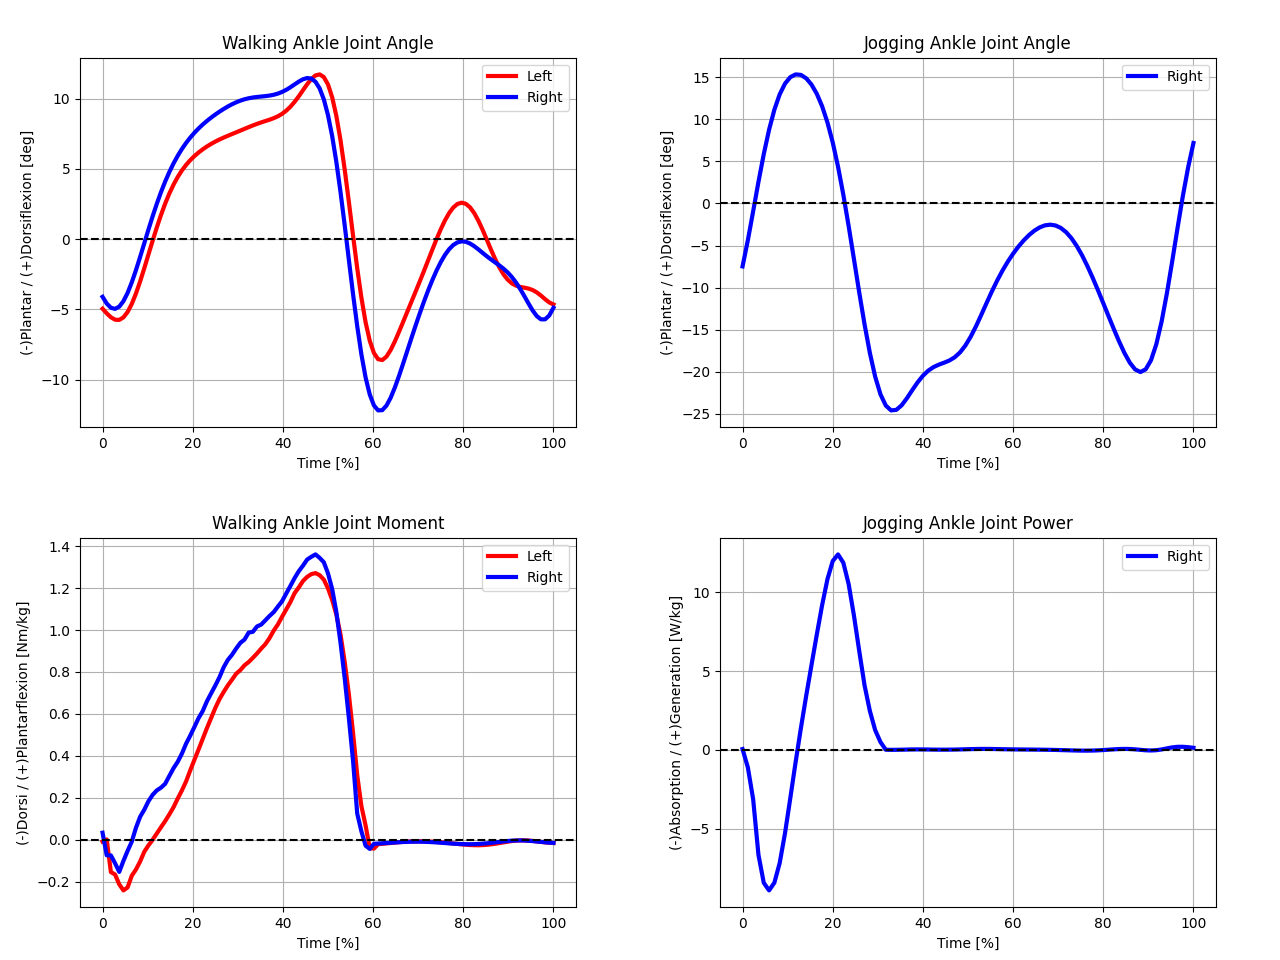 Walking Ankle Joint Angle
(-)Plantar / (+)Dorsiflexion [deg]
10
5
0
−5
−10
Left
Right
0 20 40 60 80 100
Time [%]
Jogging Ankle Joint Angle
(-)Plantar / (+)Dorsiflexion [deg]
15
10
5
0
−5
−10
−15
−20
−25
Right
0 20 40 60 80 100
Time [%]
Walking Ankle Joint Moment
(-)Dorsi / (+)Plantarflexion [Nm/kg]
1.4
1.2
1.0
0.8
0.6
0.4
0.2
0.0
−0.2
Left
Right
0 20 40 60 80 100
Time [%]
Jogging Ankle Joint Power
(-)Absorption / (+)Generation [W/kg]
10
5
0
−5
Right
0 20 40 60 80 100
Time [%]